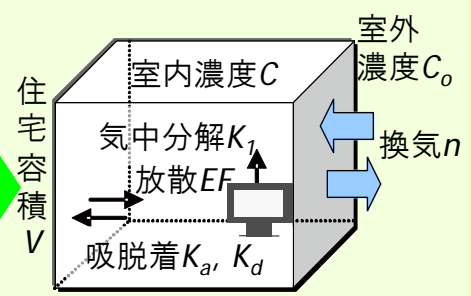 室外
濃度Co
室内濃度C
住宅容積V
気中分解K1
換気n
放散EF
吸脱着Ka, Kd